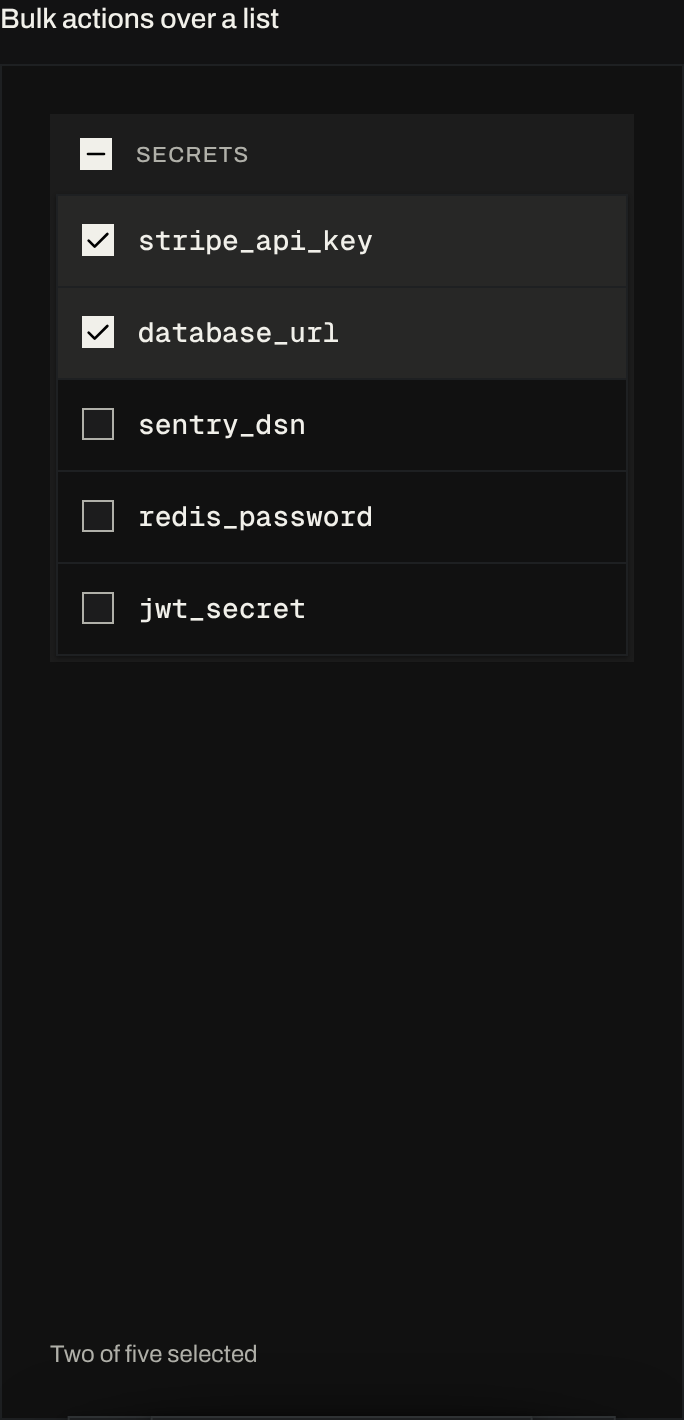 Bulk actions over a list
SECRETS
stripe_api_key
database_url
sentry_dsn
redis_password
jwt_secret
Two of five selected